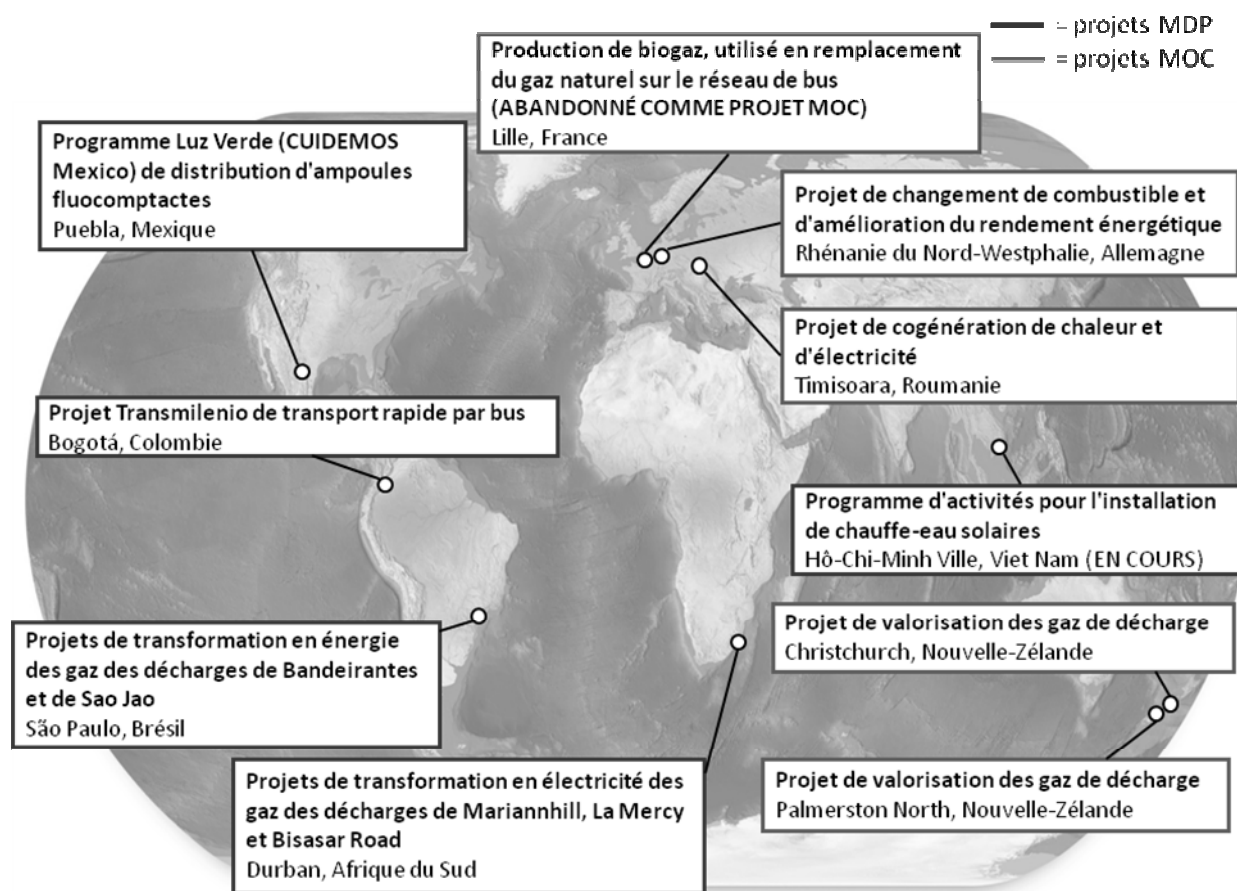 = projets MDP
= projets MOC
Production de biogaz, utilisé en remplacement
du gaz naturel sur le réseau de bus
(ABANDONNÉ COMME PROJET MOC)
Lille, France
Programme Luz Verde (CUIDEMOS
Mexico) de distribution d'ampoules
fluocomptactes
Puebla, Mexique
Projet de changement de combustible et
d'amélioration du rendement énergétique
Rhénanie du Nord-Westphalie, Allemagne
Projet de cogénération de chaleur et
d'électricité
Timisoara, Roumanie
Projet Transmilenio de transport rapide par bus
Bogotá, Colombie
Programme d'activités pour l'installation
de chauffe-eau solaires
Hô-Chi-Minh Ville, Viet Nam (EN COURS)
Projets de transformation en énergie
des gaz des décharges de Bandeirantes
et de Sao Jao
São Paulo, Brésil
Projet de valorisation des gaz de décharge
Christchurch, Nouvelle-Zélande
Projets de transformation en électricité des
gaz des décharges de Mariannhill, La Mercy
et Bisasar Road
Durban, Afrique du Sud
Projet de valorisation des gaz de décharge
Palmerston North, Nouvelle-Zélande